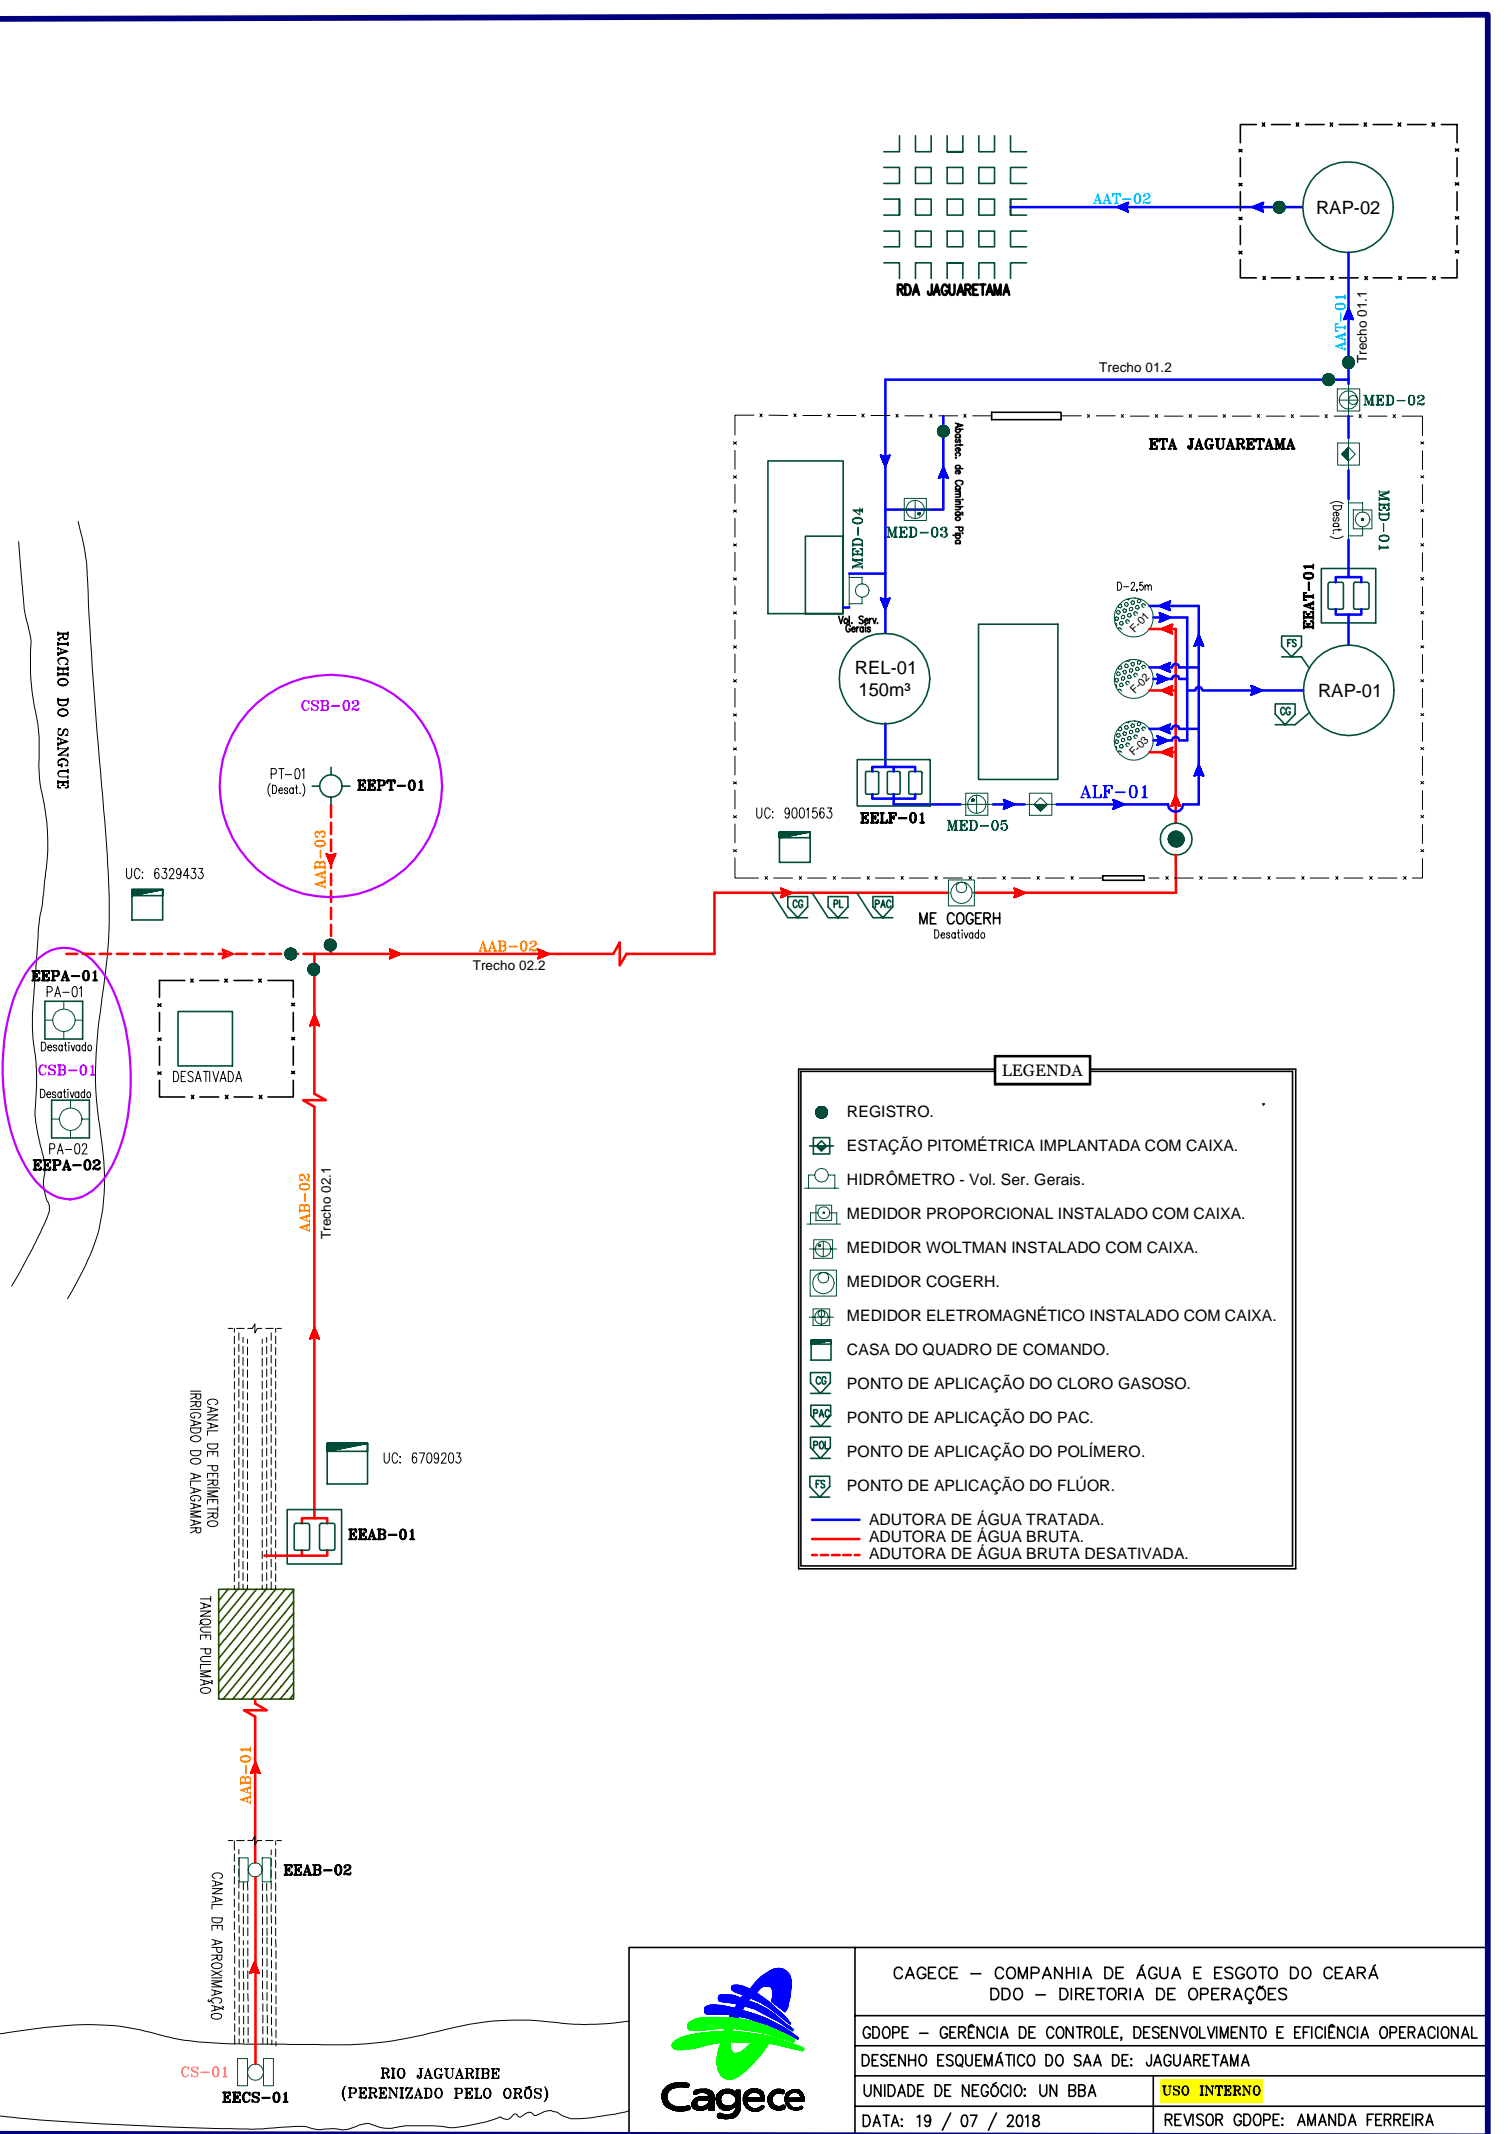 RAP-02
AAT-02
RDA JAGUARETAMA
AAT-01
Trecho 01.1
Trecho 01.2
MED-02
ETA JAGUARETAMA
Abastec. de Caminhão Pipa
MED-03
MED-04
Vol. Serv.
Gerais
MED-01
(Desat.)
EEAT-01
D-2,5m
F-01
F-02
F-03
FS
CG
RAP-01
REL-01
150m³
EELF-01
MED-05
ALF-01
UC: 9001563
RIACHO DO SANGUE
CSB-02
PT-01
(Desat.)
EEPT-01
AAB-03
UC: 6329433
CG
PL
PAC
ME COGERH
Desativado
AAB-02
Trecho 02.2
EEPA-01
PA-01
Desativado
CSB-01
Desativado
PA-02
EEPA-02
DESATIVADA
AAB-02
Trecho 02.1
CANAL DE PERÍMETRO
IRRIGADO DO ALAGAMAR
UC: 6709203
EEAB-01
TANQUE PULMÃO
AAB-01
EEAB-02
CANAL DE APROXIMAÇÃO
CS-01
EECS-01
RIO JAGUARIBE
(PERENIZADO PELO ORÓS)
LEGENDA
REGISTRO.
ESTAÇÃO PITOMÉTRICA IMPLANTADA COM CAIXA.
HIDRÔMETRO - Vol. Ser. Gerais.
MEDIDOR PROPORCIONAL INSTALADO COM CAIXA.
MEDIDOR WOLTMAN INSTALADO COM CAIXA.
MEDIDOR COGERH.
MEDIDOR ELETROMAGNÉTICO INSTALADO COM CAIXA.
CASA DO QUADRO DE COMANDO.
CG PONTO DE APLICAÇÃO DO CLORO GASOSO.
PAC PONTO DE APLICAÇÃO DO PAC.
POL PONTO DE APLICAÇÃO DO POLÍMERO.
FS PONTO DE APLICAÇÃO DO FLÚOR.
ADUTORA DE ÁGUA TRATADA.
ADUTORA DE ÁGUA BRUTA.
ADUTORA DE ÁGUA BRUTA DESATIVADA.
Cagece
CAGECE – COMPANHIA DE ÁGUA E ESGOTO DO CEARÁ
DDO – DIRETORIA DE OPERAÇÕES
GDOPE – GERÊNCIA DE CONTROLE, DESENVOLVIMENTO E EFICIÊNCIA OPERACIONAL
DESENHO ESQUEMÁTICO DO SAA DE: JAGUARETAMA
UNIDADE DE NEGÓCIO: UN BBA
USO INTERNO
DATA: 19 / 07 / 2018
REVISOR GDOPE: AMANDA FERREIRA